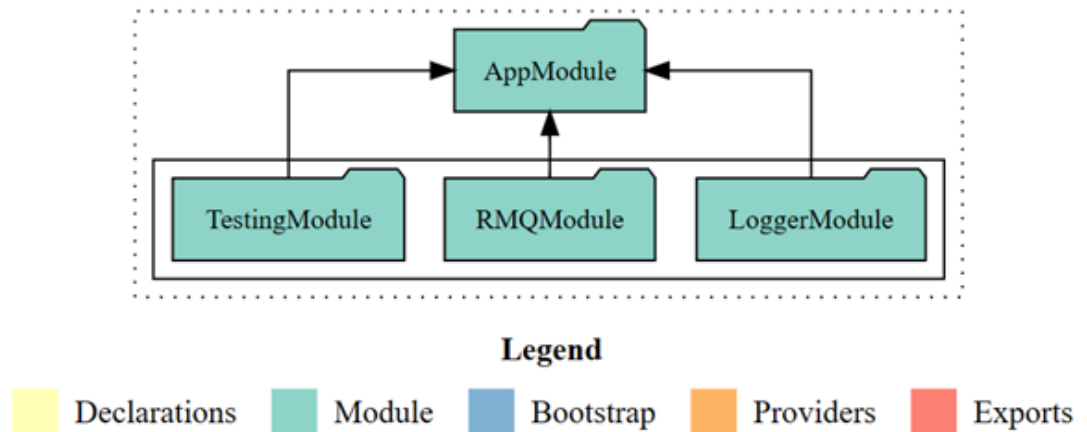 AppModule
TestingModule RMQModule LoggerModule
Legend
Declarations Module Bootstrap Providers Exports